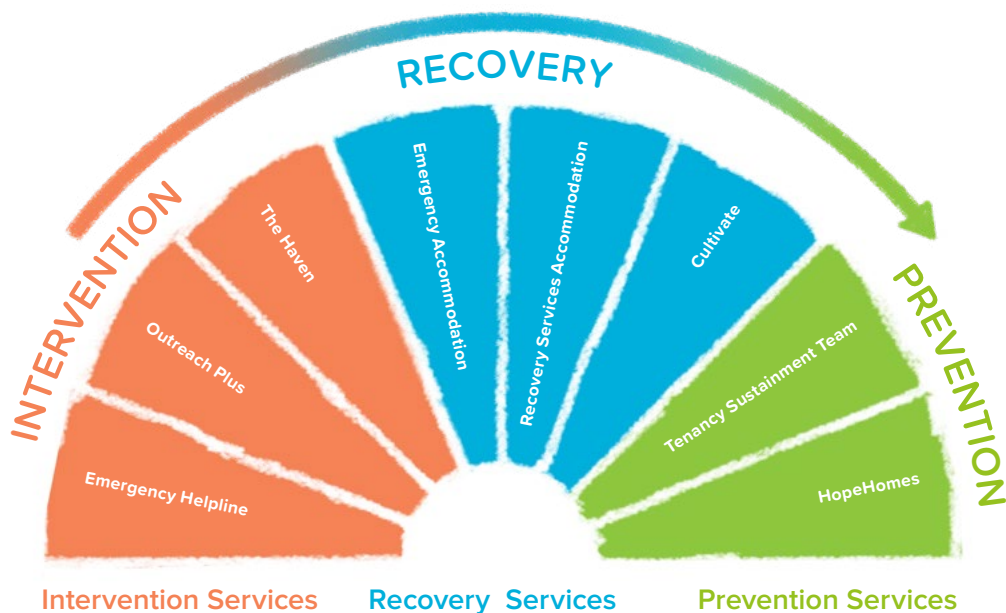 RECOVERY
INTERVENTION
PREVENTION
Emergency Helpline
Outreach Plus
The Haven
Emergency Accommodation
Recovery Services Accommodation
Cultivate
Tenancy Sustainment Team
HopeHomes
Intervention Services
Recovery Services
Prevention Services